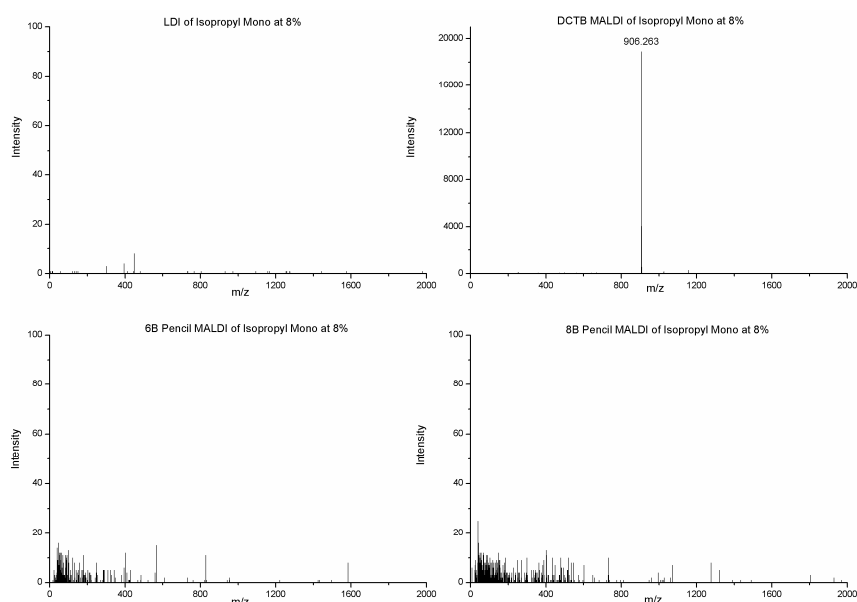 LDI of Isopropyl Mono at 8%
100
80
60
40
20
0
Intensity
0 400 800 1200 1600 2000
m/z
DCTB MALDI of Isopropyl Mono at 8%
906.263
20000
16000
12000
8000
4000
0
Intensity
0 400 800 1200 1600 2000
m/z
6B Pencil MALDI of Isopropyl Mono at 8%
100
80
60
40
20
0
Intensity
0 400 800 1200 1600 2000
m/z
8B Pencil MALDI of Isopropyl Mono at 8%
100
80
60
40
20
0
Intensity
0 400 800 1200 1600 2000
m/z